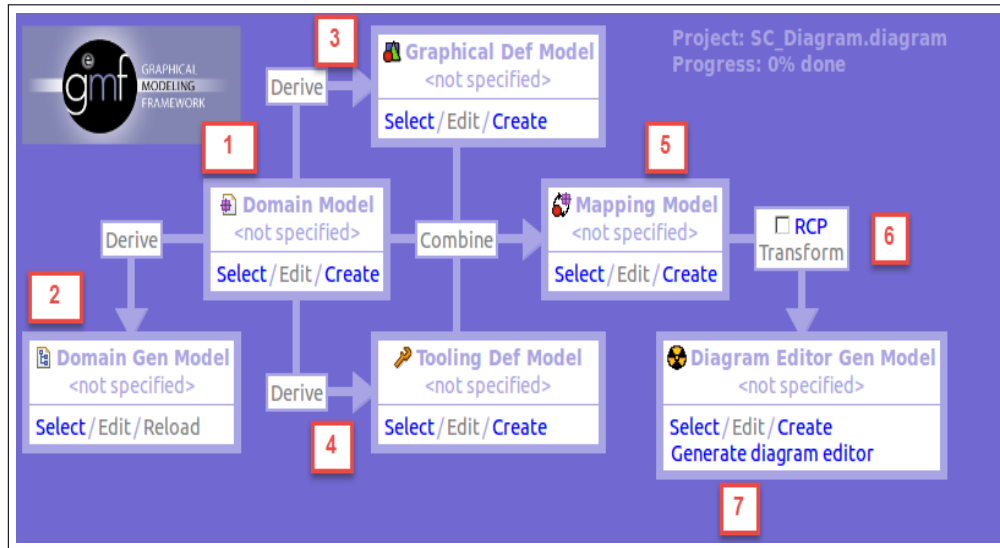 e
gmf
GRAPHICAL
MODELING
FRAMEWORK
3
Derive
Graphical Def Model
<not specified>
Select/Edit/Create
Project: SC_Diagram.diagram
Progress: 0% done
1
Domain Model
<not specified>
Select/Edit/Create
Derive
Combine
5
Mapping Model
<not specified>
Select/Edit/Create
RCP
Transform
6
2
Domain Gen Model
<not specified>
Select/Edit/Reload
Derive
4
Tooling Def Model
<not specified>
Select/Edit/Create
Diagram Editor Gen Model
<not specified>
Select/Edit/Create
Generate diagram editor
7